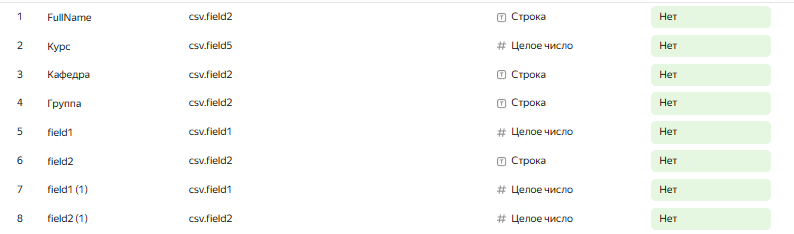 1 FullName csv.field2 Строка Нет
2 Курс csv.field5 Целое число Нет
3 Кафедра csv.field2 Строка Нет
4 Группа csv.field2 Строка Нет
5 field1 csv.field1 Целое число Нет
6 field2 csv.field2 Строка Нет
7 field1 (1) csv.field1 Целое число Нет
8 field2 (1) csv.field2 Целое число Нет